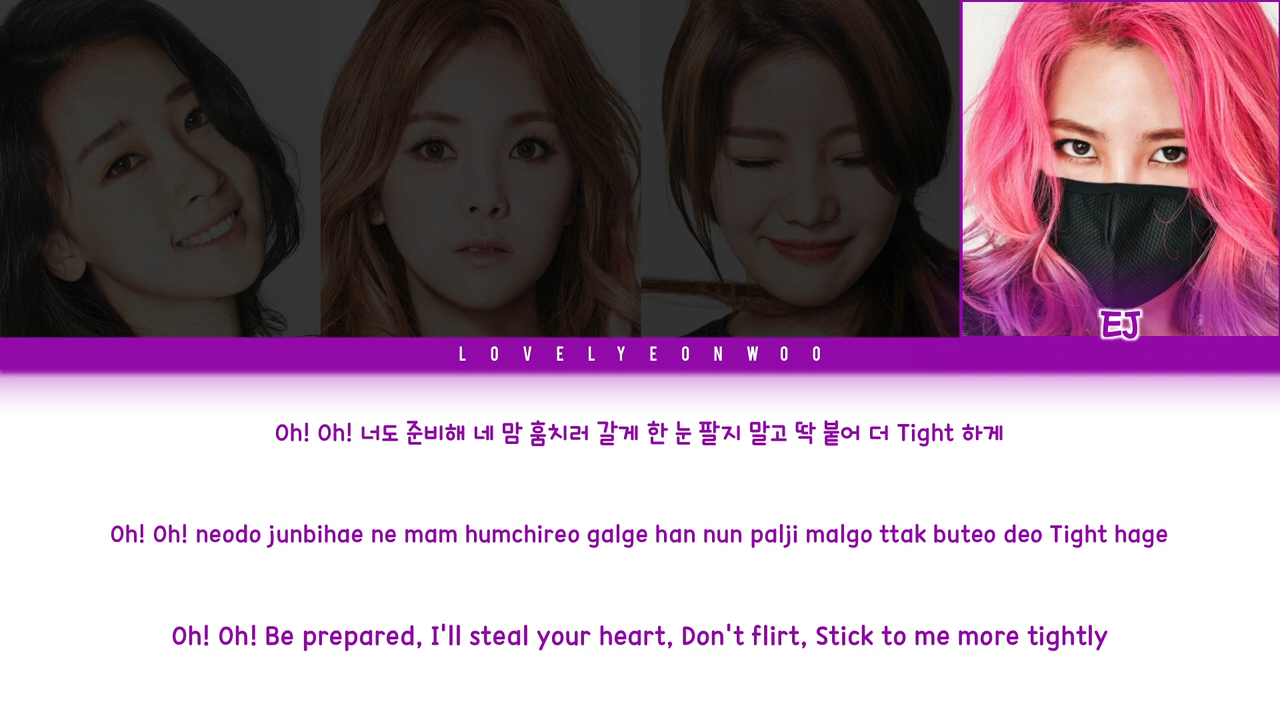 EJ
LOVELYEONWOO
Oh! Oh! 너도 준비해 네 맘 훔치러 갈게 한 눈 팔지 말고 딱 붙어 더 Tight 하게
Oh! Oh! neodo junbihae ne mam humchireo galge han nun palji malgo ttak buteo deo Tight hage
Oh! Oh! Be prepared, I'll steal your heart, Don't flirt, Stick to me more tightly